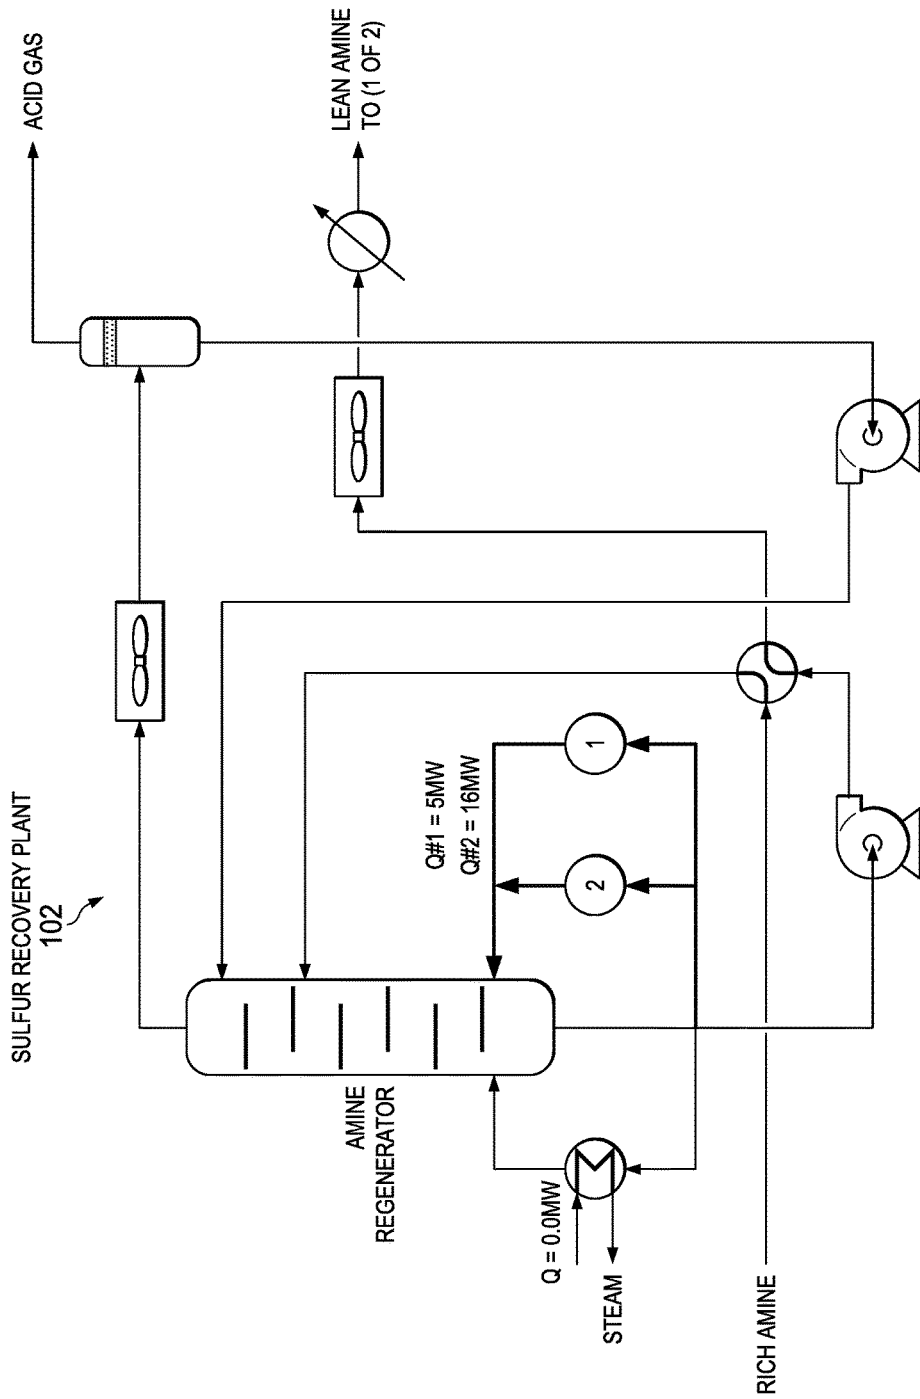 SULFUR RECOVERY PLANT
102
ACID GAS
LEAN AMINE
TO (1 OF 2)
AMINE
REGENERATOR
Q#1 = 5MW
Q#2 = 16MW
1
2
Q = 0.0MW
STEAM
RICH AMINE